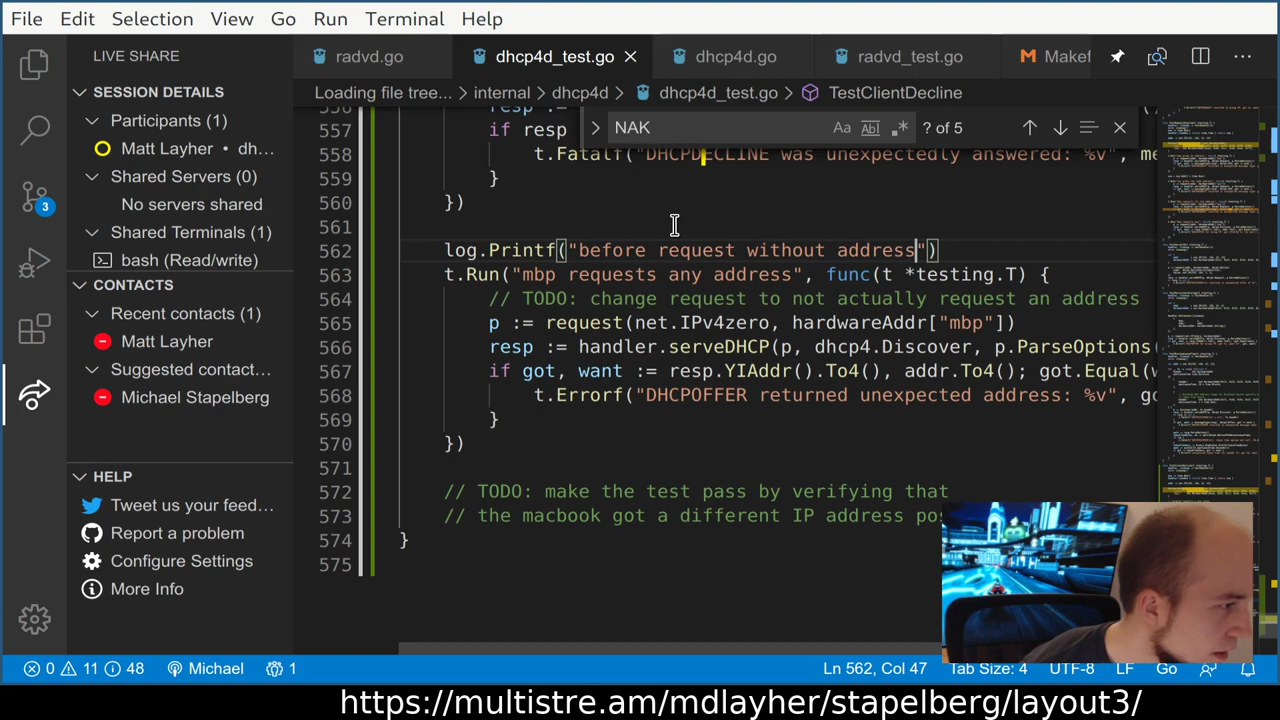 File Edit Selection View Go Run Terminal Help
LIVE SHARE
radvd.go
dhcp4d_test.go
dhcp4d.go
radvd_test.go
Makef
SESSION DETAILS
Participants (1)
Matt Layher • dh...
Shared Servers (0)
No servers shared
Shared Terminals (1)
bash (Read/write)
CONTACTS
Recent contacts (1)
Matt Layher
Suggested contact...
Michael Stapelberg
HELP
Tweet us your feed...
Report a problem
Configure Settings
More Info
3
Loading file tree... > internal > dhcp4d > dhcp4d_test.go > TestClientDecline
NAK
Aa Abl .* ? of 5
556 resp :=
557 if resp
558 t.Fatalf("DHCPDECLINE was unexpectedly answered: %v", me
559 }
560 })
561
562 log.Printf("before request without address")
563 t.Run("mbp requests any address", func(t *testing.T) {
564 // TODO: change request to not actually request an address
565 p := request(net.IPv4zero, hardwareAddr["mbp"])
566 resp := handler.serveDHCP(p, dhcp4.Discover, p.ParseOptions(
567 if got, want := resp.YIAddr().To4(), addr.To4(); got.Equal(w
568 t.Errorf("DHCPOFFER returned unexpected address: %v", go
569 }
570 })
571
572 // TODO: make the test pass by verifying that
573 // the macbook got a different IP address po
574 }
575
0 11 48 Michael 1 Ln 562, Col 47 Tab Size: 4 UTF-8 LF Go
https://multistre.am/mdlayher/stapelberg/layout3/